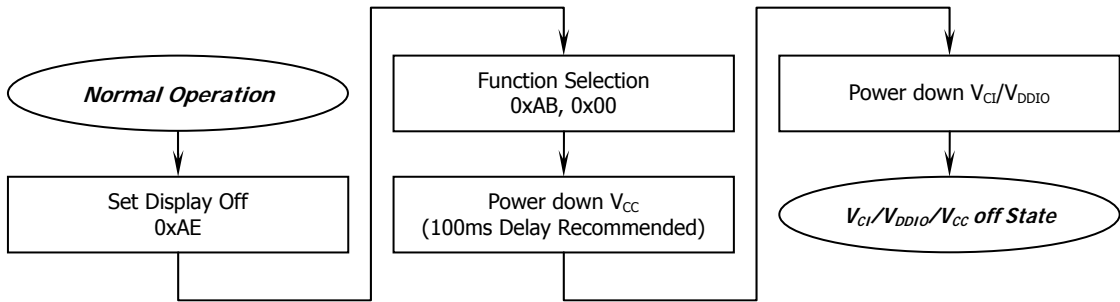 Normal Operation
Set Display Off
0xAE
Function Selection
0xAB, 0x00
Power down VCC
(100ms Delay Recommended)
Power down VCI/VDDIO
VCI/VDDIO/VCC off State